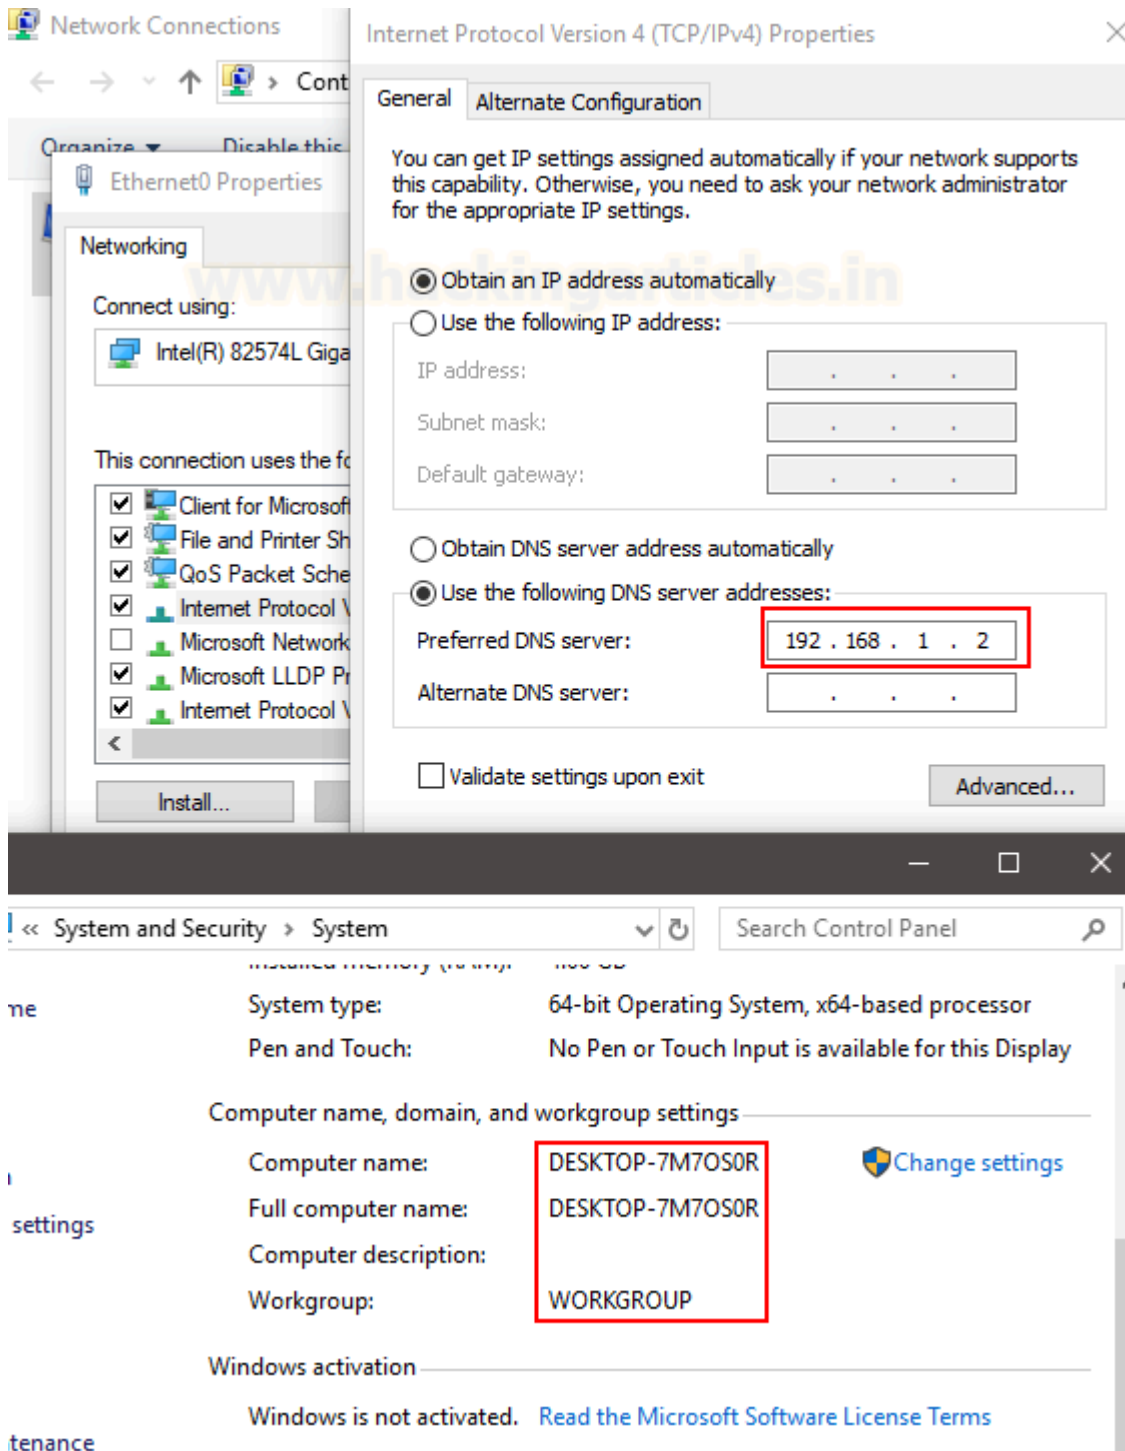 Network Connections
Internet Protocol Version 4 (TCP/IPv4) Properties
Cont
General
Alternate Configuration
Organize
Disable this
You can get IP settings assigned automatically if your network supports
this capability. Otherwise, you need to ask your network administrator
for the appropriate IP settings.
Ethernet0 Properties
Networking
www.hackingarticles.in
Obtain an IP address automatically
Connect using:
Use the following IP address:
Intel(R) 82574L Giga
IP address:
Subnet mask:
Default gateway:
This connection uses the fo
Client for Microsoft
File and Printer Sh
QoS Packet Sche
Internet Protocol V
Microsoft Network
Microsoft LLDP Pr
Internet Protocol V
Obtain DNS server address automatically
Use the following DNS server addresses:
Preferred DNS server:
192 . 168 . 1 . 2
Alternate DNS server:
Validate settings upon exit
Advanced...
Install...
« System and Security > System
Search Control Panel
Installed memory (RAM):
System type: 64-bit Operating System, x64-based processor
me
Pen and Touch: No Pen or Touch Input is available for this Display
Computer name, domain, and workgroup settings
Computer name: DESKTOP-7M7OS0R
Change settings
Full computer name: DESKTOP-7M7OS0R
settings
Computer description:
Workgroup: WORKGROUP
Windows activation
Windows is not activated. Read the Microsoft Software License Terms
tenance